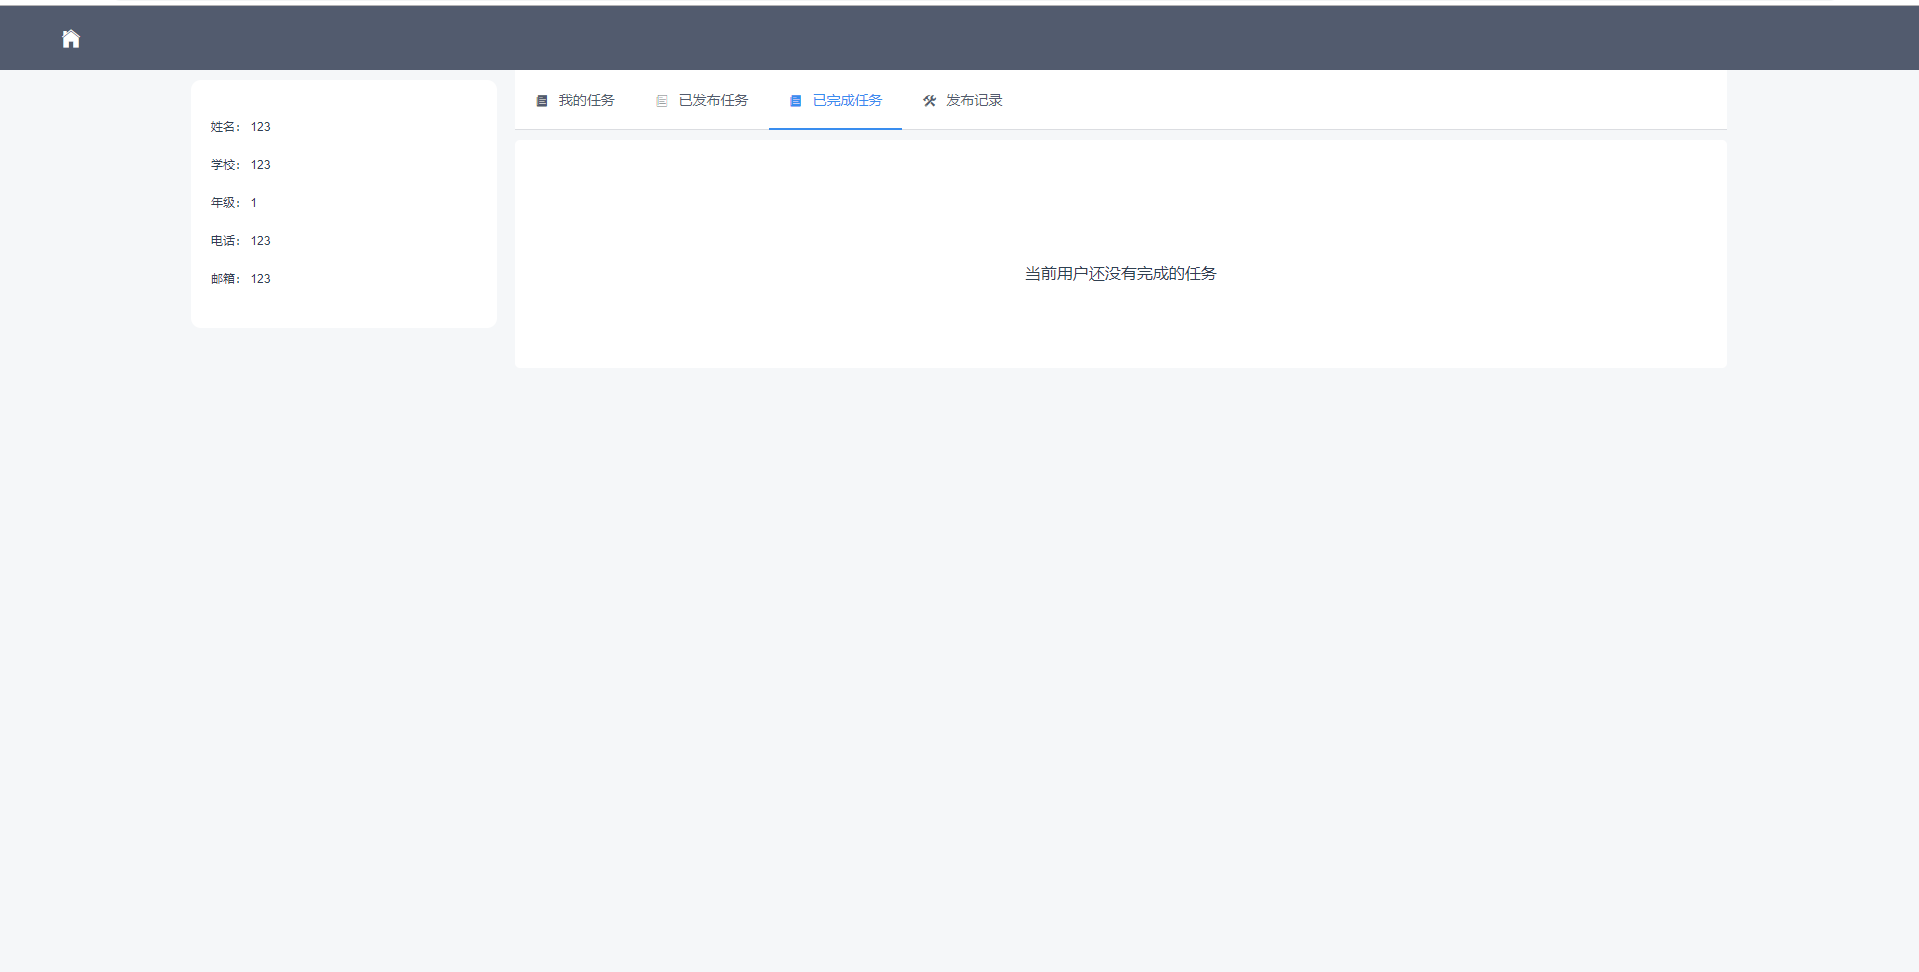 我的任务 已发布任务 已完成任务 发布记录
姓名： 123
学校： 123
年级： 1
电话： 123
邮箱： 123
当前用户还没有完成的任务